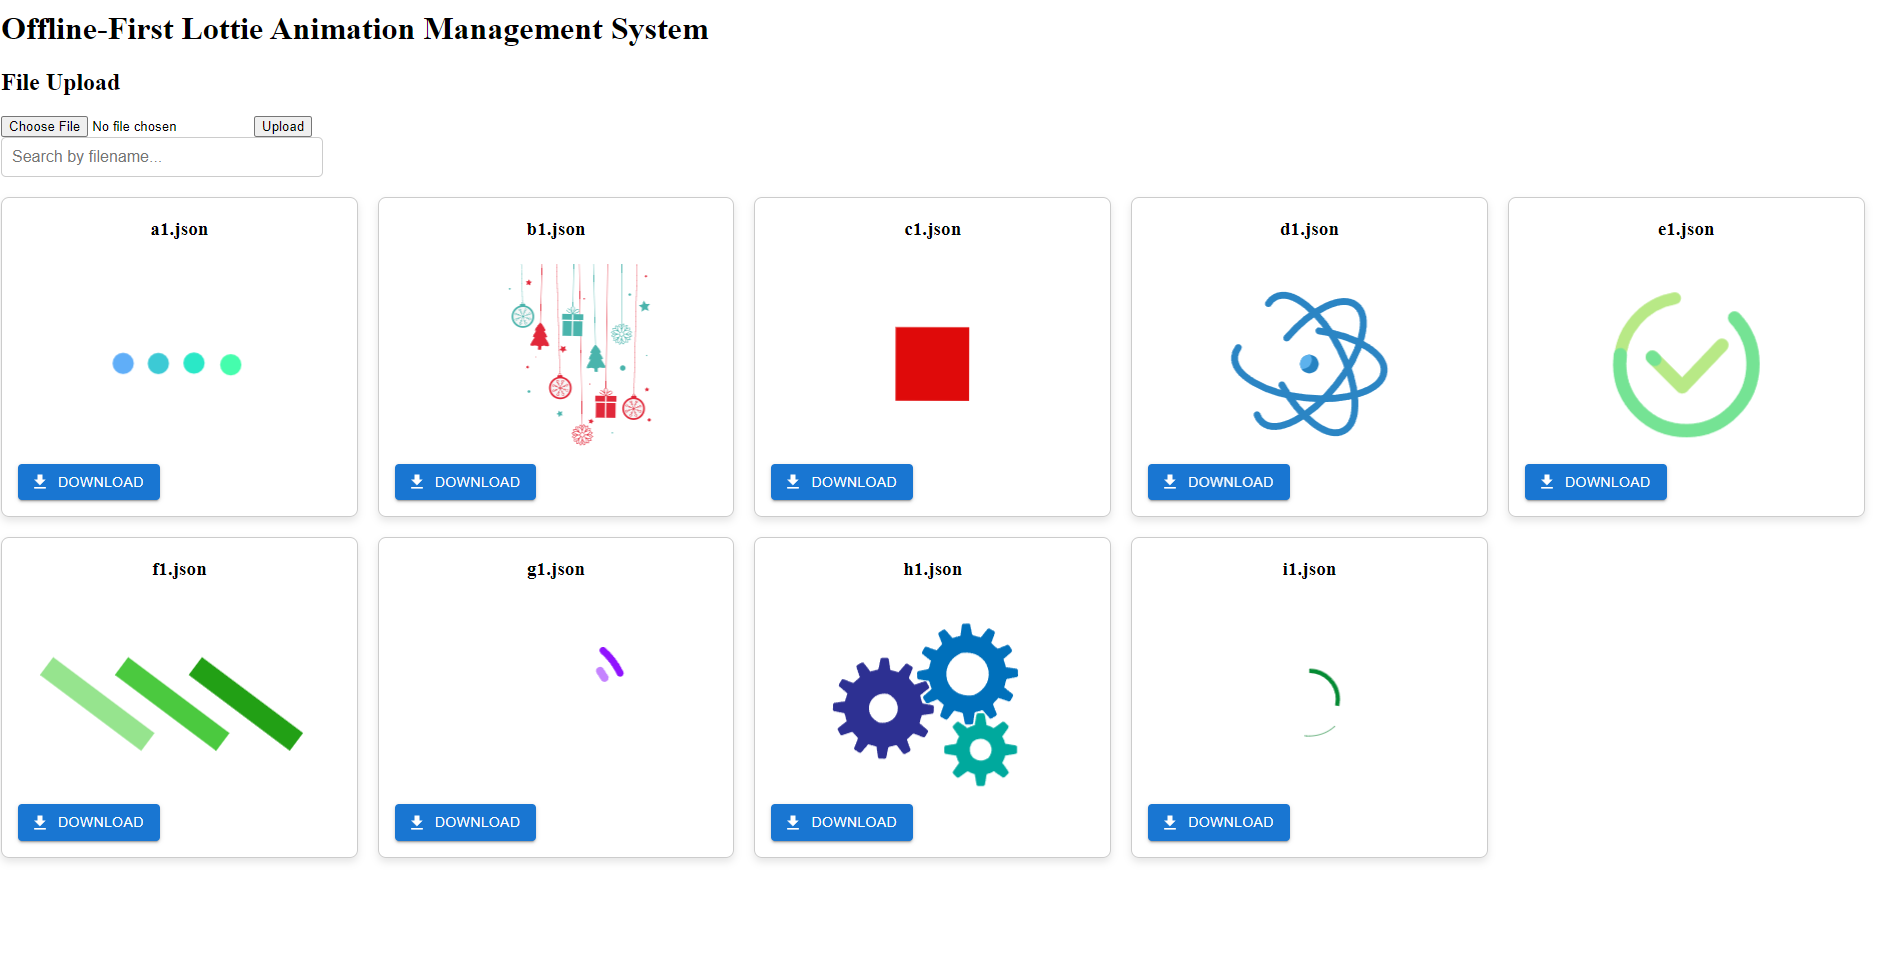 Offline-First Lottie Animation Management System
File Upload
Choose File No file chosen Upload
Search by filename...
a1.json b1.json c1.json d1.json e1.json
DOWNLOAD DOWNLOAD DOWNLOAD DOWNLOAD DOWNLOAD
f1.json g1.json h1.json i1.json
DOWNLOAD DOWNLOAD DOWNLOAD DOWNLOAD